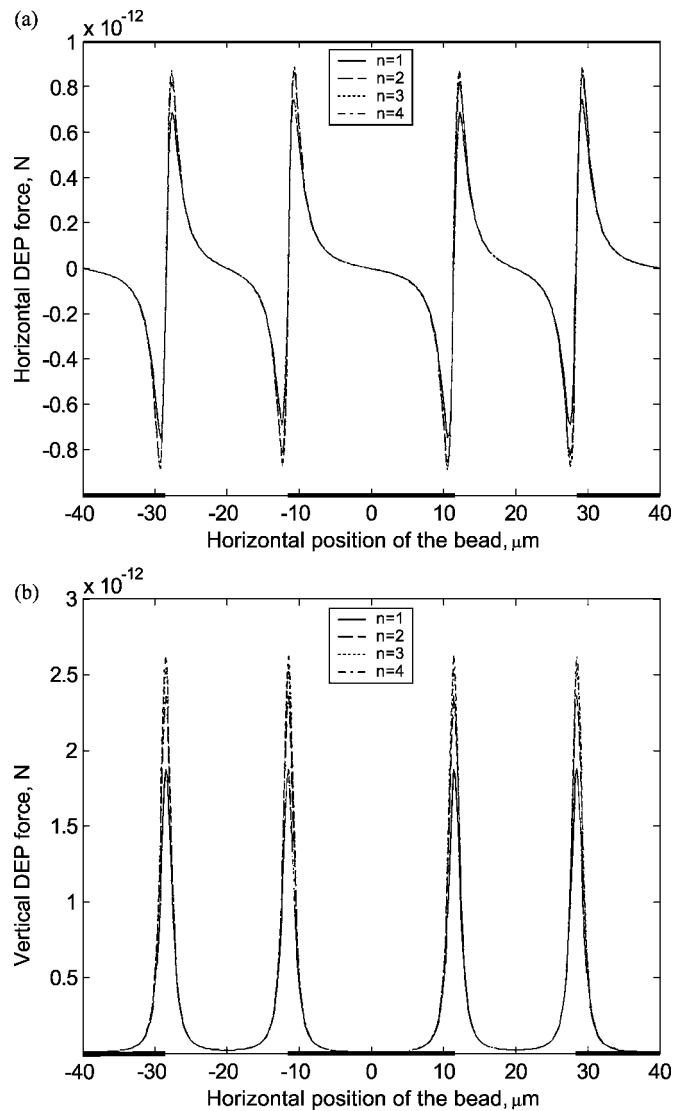 (a)
x 10-12
1
0.8
0.6
0.4
0.2
0
-0.2
-0.4
-0.6
-0.8
Horizontal DEP force, N
n=1
n=2
n=3
n=4
-40 -30 -20 -10 0 10 20 30 40
Horizontal position of the bead, μm
(b)
x 10-12
3
2.5
2
1.5
1
0.5
Vertical DEP force, N
n=1
n=2
n=3
n=4
-40 -30 -20 -10 0 10 20 30 40
Horizontal position of the bead, μm